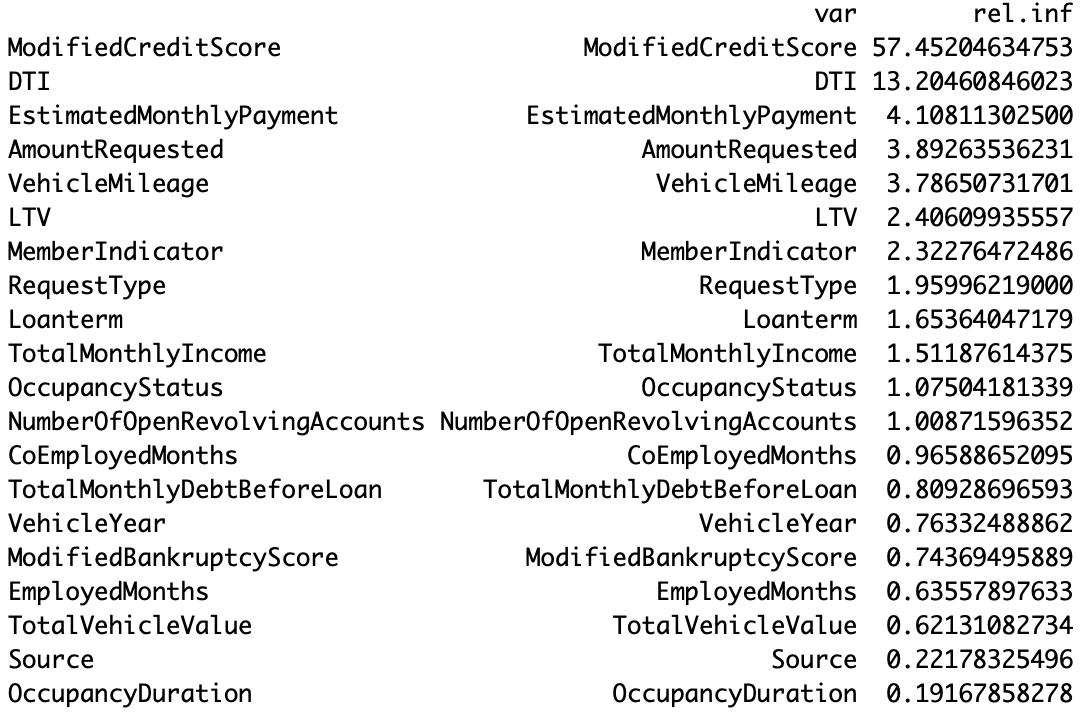 var rel.inf
ModifiedCreditScore ModifiedCreditScore 57.45204634753
DTI DTI 13.20460846023
EstimatedMonthlyPayment EstimatedMonthlyPayment 4.10811302500
AmountRequested AmountRequested 3.89263536231
VehicleMileage VehicleMileage 3.78650731701
LTV LTV 2.40609935557
MemberIndicator MemberIndicator 2.32276472486
RequestType RequestType 1.95996219000
Loanterm Loanterm 1.65364047179
TotalMonthlyIncome TotalMonthlyIncome 1.51187614375
OccupancyStatus OccupancyStatus 1.07504181339
NumberOfOpenRevolvingAccounts NumberOfOpenRevolvingAccounts 1.00871596352
CoEmployedMonths CoEmployedMonths 0.96588652095
TotalMonthlyDebtBeforeLoan TotalMonthlyDebtBeforeLoan 0.80928696593
VehicleYear VehicleYear 0.76332488862
ModifiedBankruptcyScore ModifiedBankruptcyScore 0.74369495889
EmployedMonths EmployedMonths 0.63557897633
TotalVehicleValue TotalVehicleValue 0.62131082734
Source Source 0.22178325496
OccupancyDuration OccupancyDuration 0.19167858278